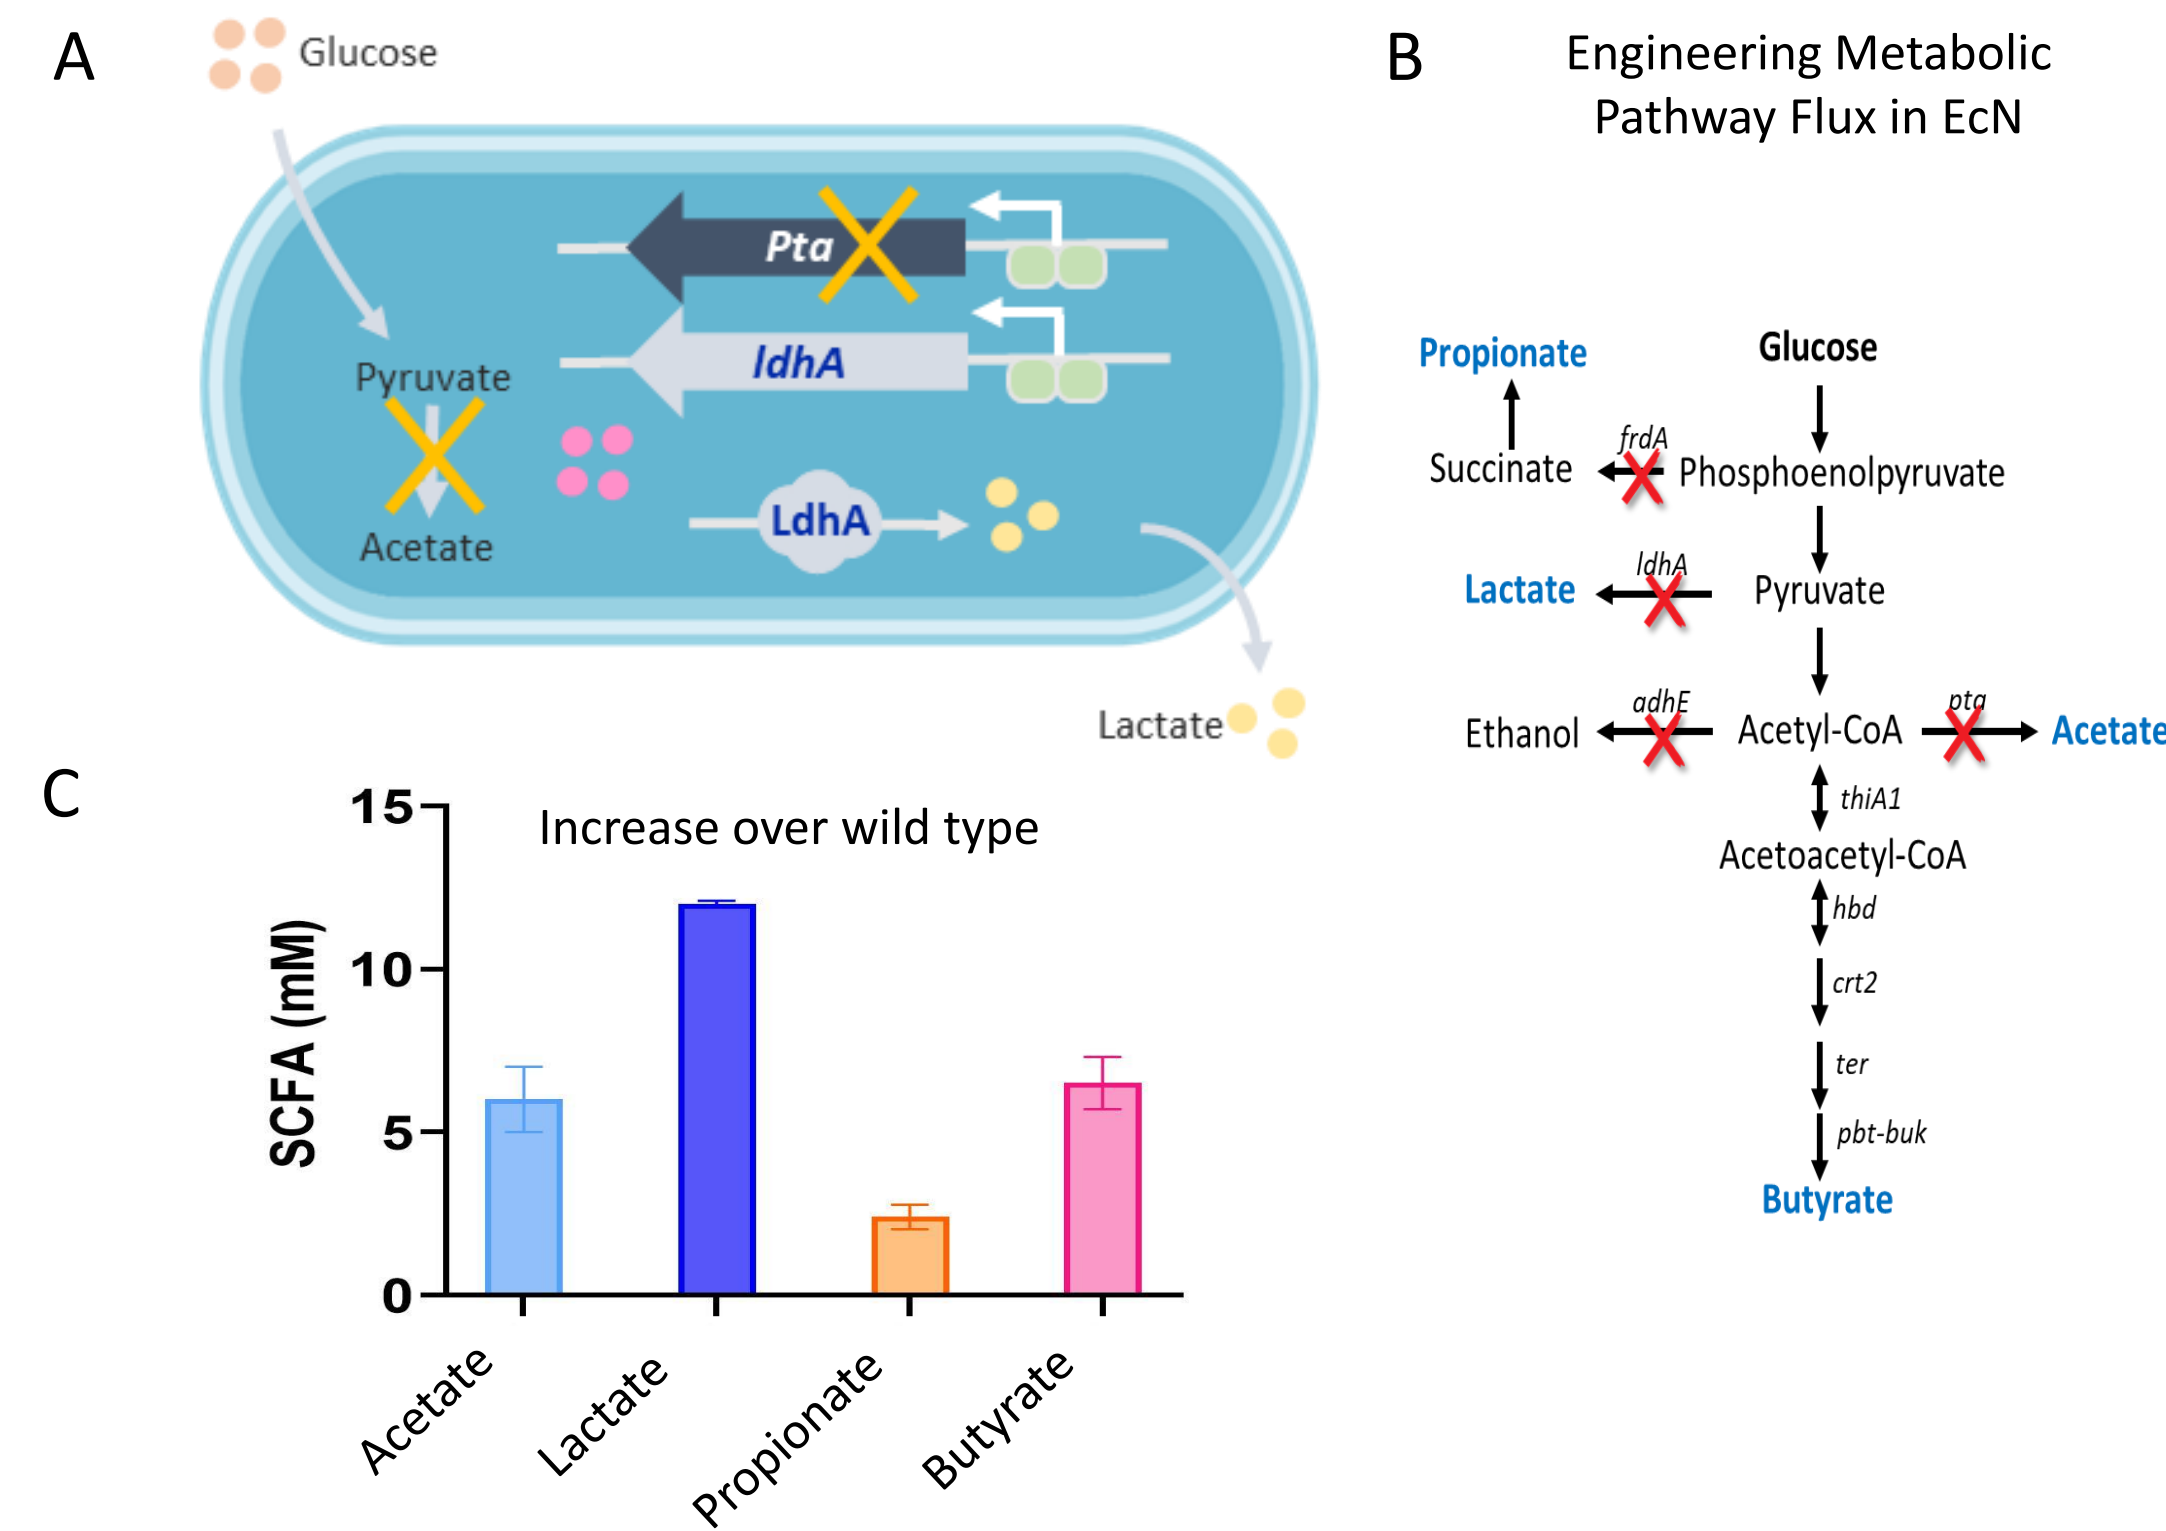 A
Glucose
Pta
ldhA
Pyruvate
LdhA
Acetate
Lactate
B
Engineering Metabolic
Pathway Flux in EcN
Propionate
Glucose
frdA
Succinate
Phosphoenolpyruvate
ldhA
Lactate
Pyruvate
adhE
pta
Ethanol
Acetyl-CoA
Acetate
thiA1
Acetoacetyl-CoA
hbd
crt2
ter
pbt-buk
Butyrate
C
Increase over wild type
SCFA (mM)
15
10
5
0
Acetate
Lactate
Propionate
Butyrate